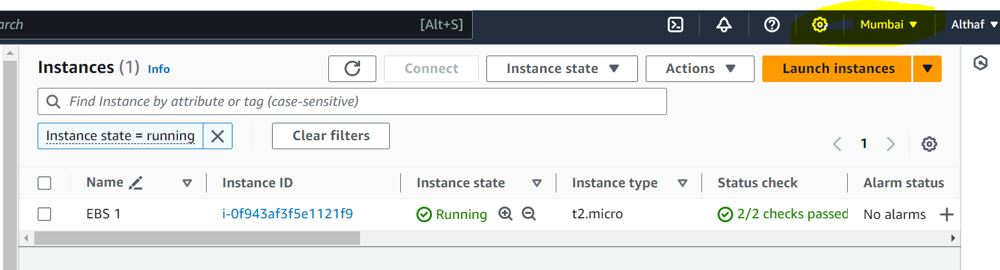 arch [Alt+S] Mumbai Althaf
Instances (1) Info Connect Instance state Actions Launch instances
Find Instance by attribute or tag (case-sensitive)
Instance state = running Clear filters
1
Name Instance ID Instance state Instance type Status check Alarm status
EBS 1 i-0f943af3f5e1121f9 Running t2.micro 2/2 checks passed No alarms